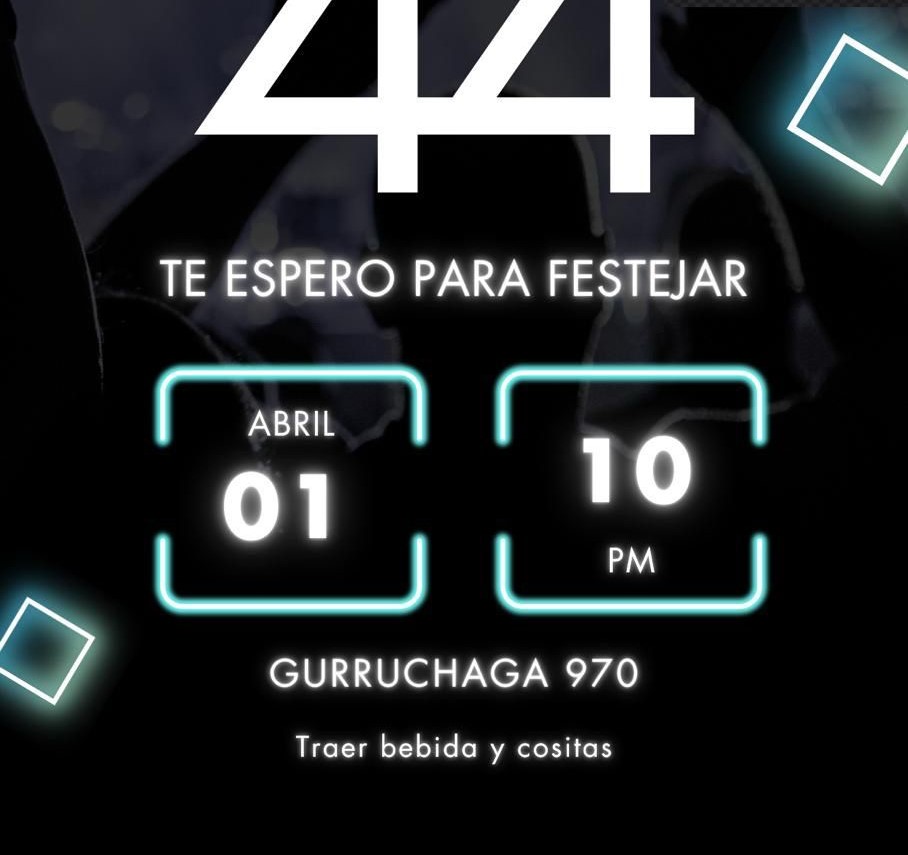 44
TE ESPERO PARA FESTEJAR
ABRIL
01
10
PM
GURRUCHAGA 970
Traer bebida y cositas